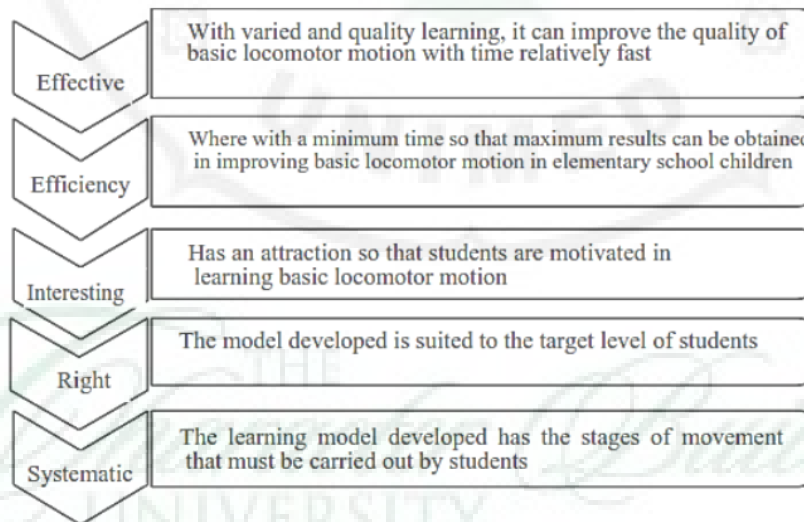 With varied and quality learning, it can improve the quality of
basic locomotor motion with time relatively fast
Effective
Where with a minimum time so that maximum results can be obtained
in improving basic locomotor motion in elementary school children
Efficiency
Has an attraction so that students are motivated in
learning basic locomotor motion
Interesting
The model developed is suited to the target level of students
Right
The learning model developed has the stages of movement
that must be carried out by students
Systematic
UNIMED
THE
UNIVERSITY